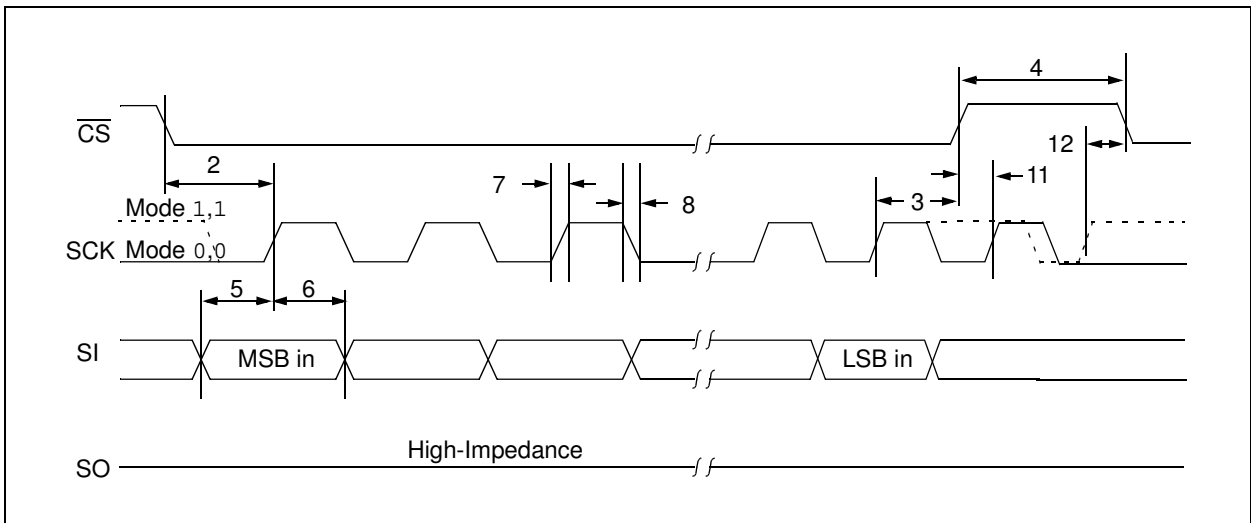 4
CS
12
2
7
8
3
11
Mode 1,1
SCK Mode 0,0
5
6
SI
MSB in
LSB in
High-Impedance
SO